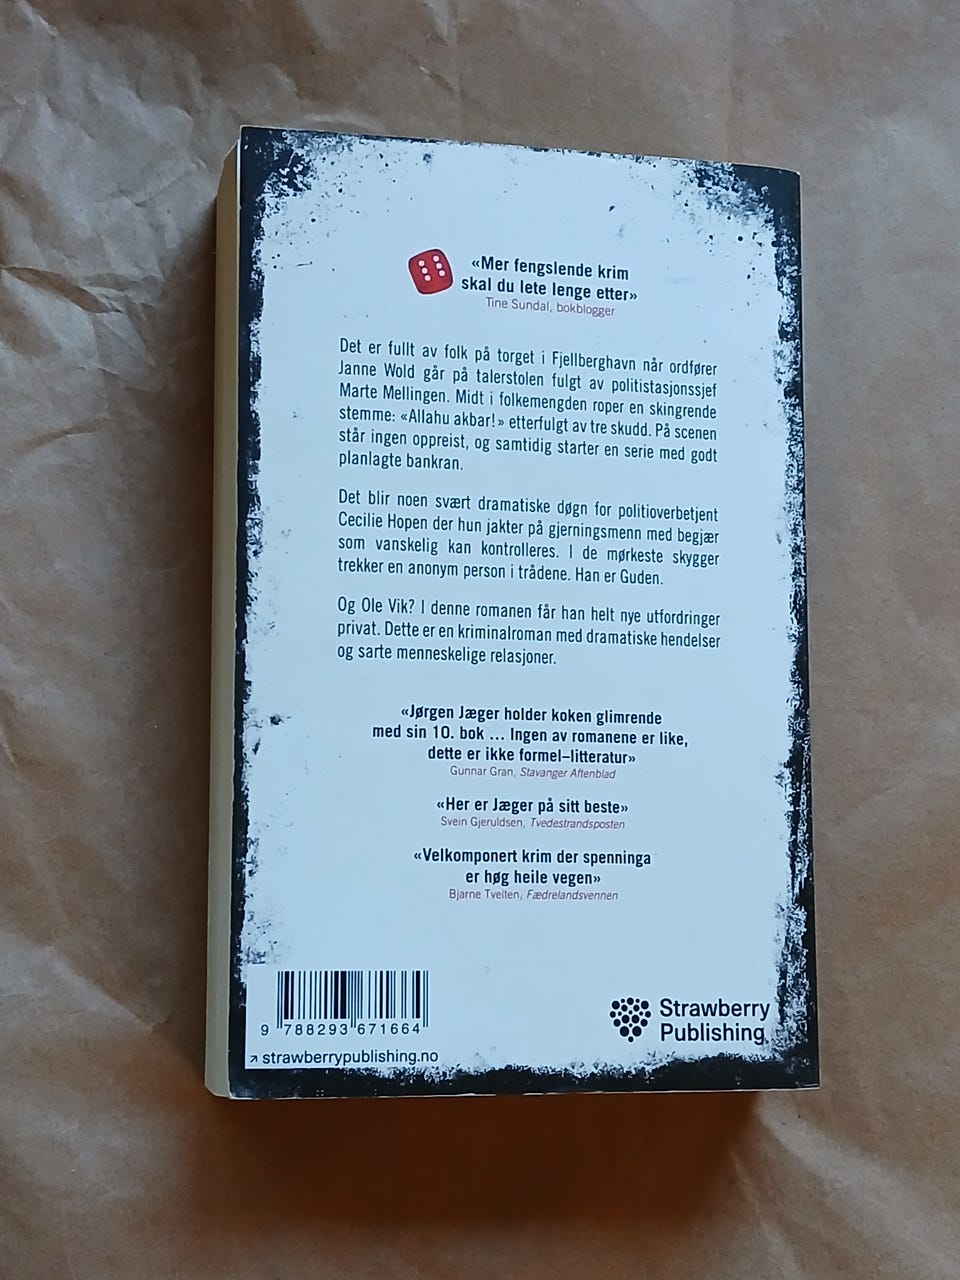 «Mer fengslende krim
skal du lete lenge etter»
Tine Sundal, bokblogger
Det er fullt av folk på torget i Fjellberghavn når ordfører
Janne Wold går på talerstolen fulgt av politistasjonssjef
Marte Mellingen. Midt i folkemengden roper en skingrende
stemme: «Allahu akbar!» etterfulgt av tre skudd. På scenen
står ingen oppreist, og samtidig starter en serie med godt
planlagte bankran.
Det blir noen svært dramatiske døgn for politioverbetjent
Cecilie Hopen der hun jakter på gjerningsmenn med begjær
som vanskelig kan kontrolleres. I de mørkeste skygger
trekker en anonym person i trådene. Han er Guden.
Og Ole Vik? I denne romanen får han helt nye utfordringer
privat. Dette er en kriminalroman med dramatiske hendelser
og sarte menneskelige relasjoner.
«Jørgen Jæger holder koken glimrende
med sin 10. bok ... Ingen av romanene er like,
dette er ikke formel–litteratur»
Gunnar Gran, Stavanger Aftenblad
«Her er Jæger på sitt beste»
Svein Gjeruldsen, Tvedestrandsposten
«Velkomponert krim der spenninga
er høg heile vegen»
Bjarne Tveiten, Fædrelandsvennen
9 788293 671664
↗ strawberrypublishing.no
Strawberry
Publishing